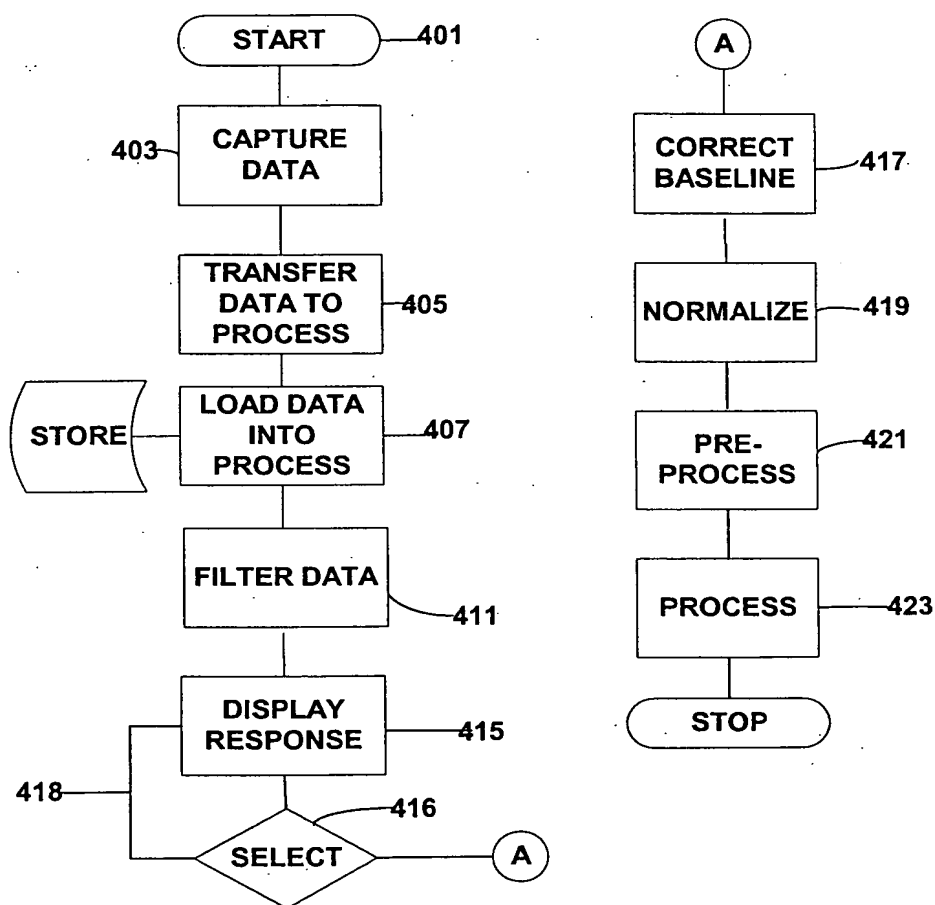 START
401
CAPTURE
DATA
403
TRANSFER
DATA TO
PROCESS
405
STORE
LOAD DATA
INTO
PROCESS
407
FILTER DATA
411
DISPLAY
RESPONSE
415
418
416
SELECT
A
A
CORRECT
BASELINE
417
NORMALIZE
419
PRE-
PROCESS
421
PROCESS
423
STOP